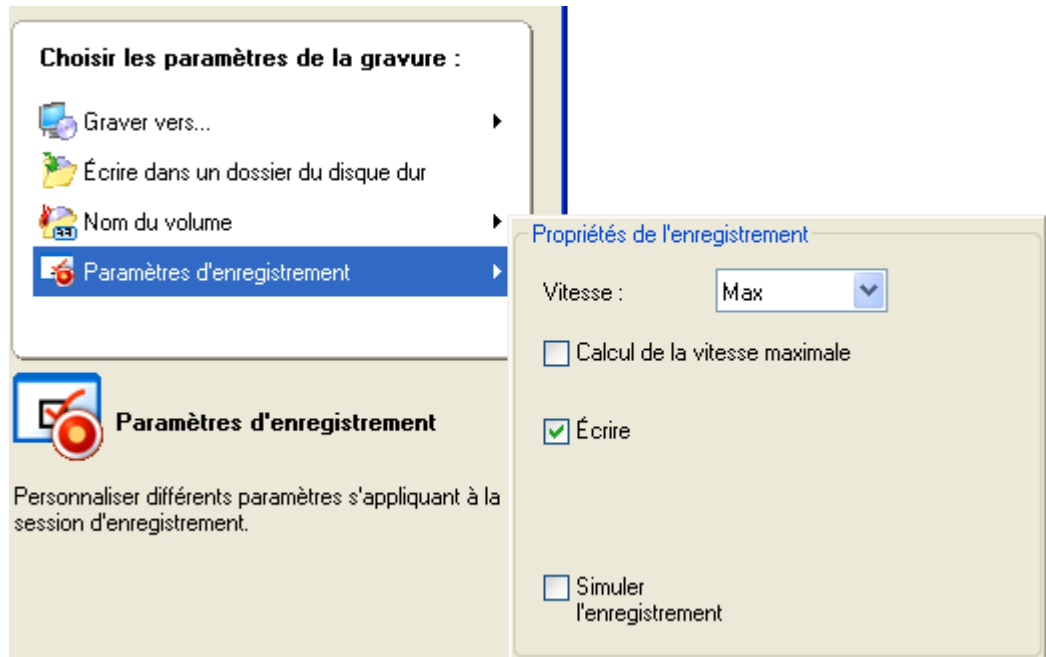 Choisir les paramètres de la gravure :
Graver vers...
Écrire dans un dossier du disque dur
Nom du volume
Paramètres d'enregistrement
Paramètres d'enregistrement
Personnaliser différents paramètres s'appliquant à la
session d'enregistrement.
Propriétés de l'enregistrement
Vitesse : Max
Calcul de la vitesse maximale
Écrire
Simuler
l'enregistrement